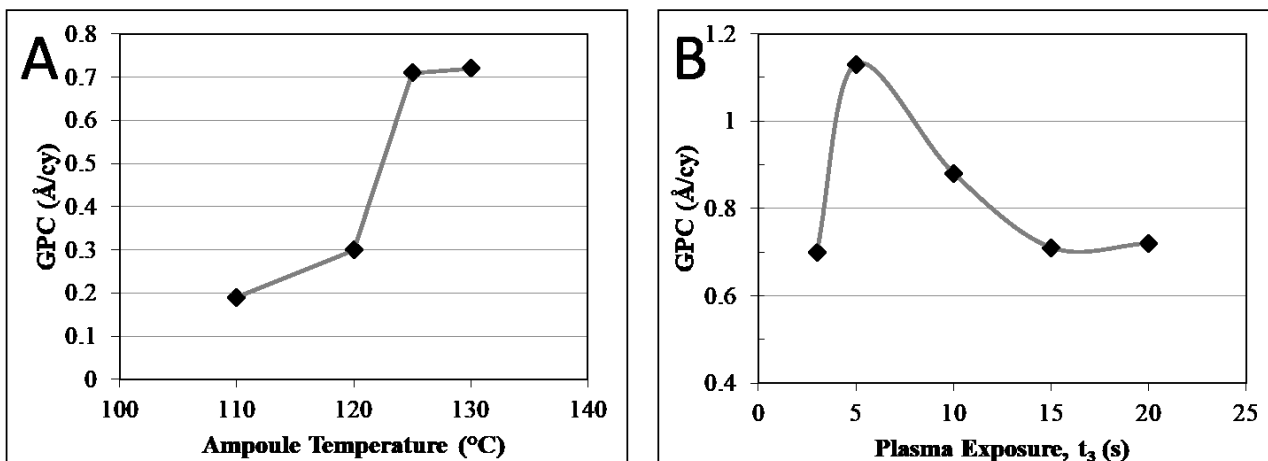 A
GPC (Å/cy)
0.8
0.7
0.6
0.5
0.4
0.3
0.2
0.1
0
100 110 120 130 140
Ampoule Temperature (°C)
B
GPC (Å/cy)
1.2
1
0.8
0.6
0.4
0 5 10 15 20 25
Plasma Exposure, t₃ (s)